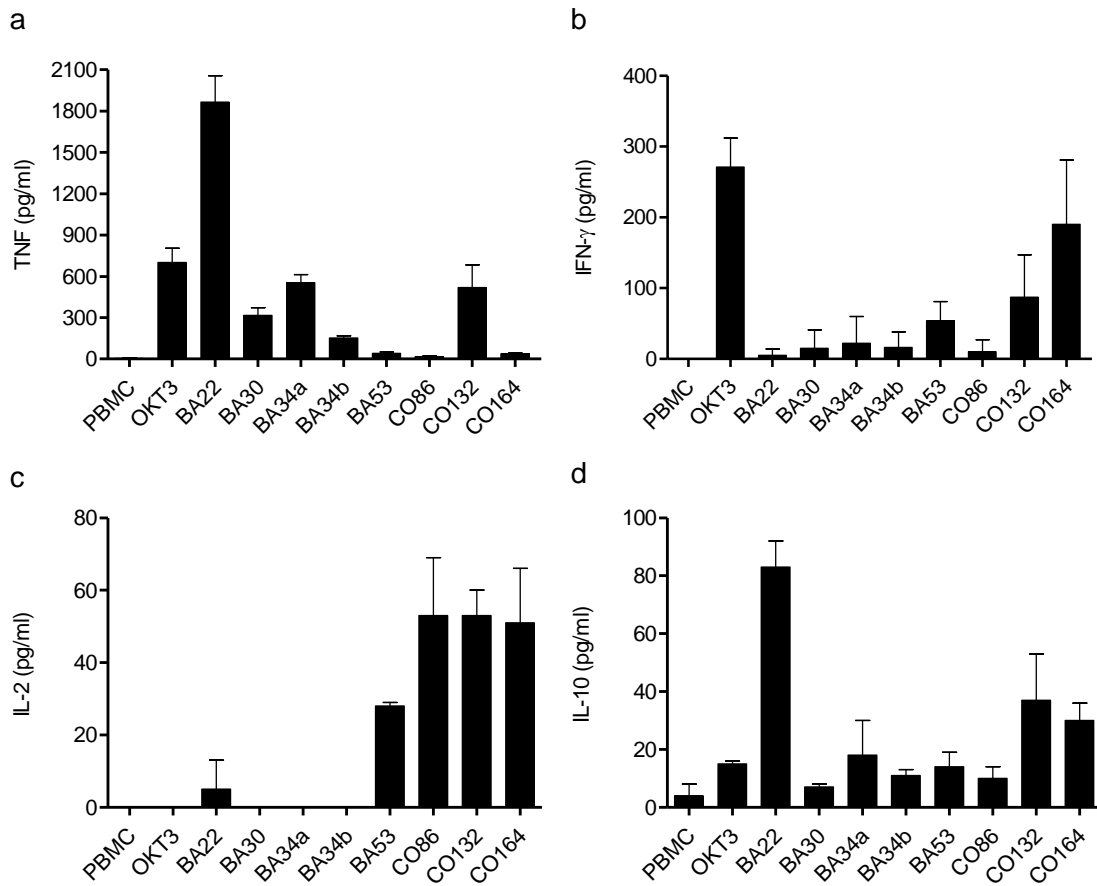 a
TNF (pg/ml)
2100
1800
1500
1200
900
600
300
0
PBMC
OKT3
BA22
BA30
BA34a
BA34b
BA53
CO86
CO132
CO164
b
IFN-γ (pg/ml)
400
300
200
100
0
PBMC
OKT3
BA22
BA30
BA34a
BA34b
BA53
CO86
CO132
CO164
c
IL-2 (pg/ml)
80
60
40
20
0
PBMC
OKT3
BA22
BA30
BA34a
BA34b
BA53
CO86
CO132
CO164
d
IL-10 (pg/ml)
100
80
60
40
20
0
PBMC
OKT3
BA22
BA30
BA34a
BA34b
BA53
CO86
CO132
CO164